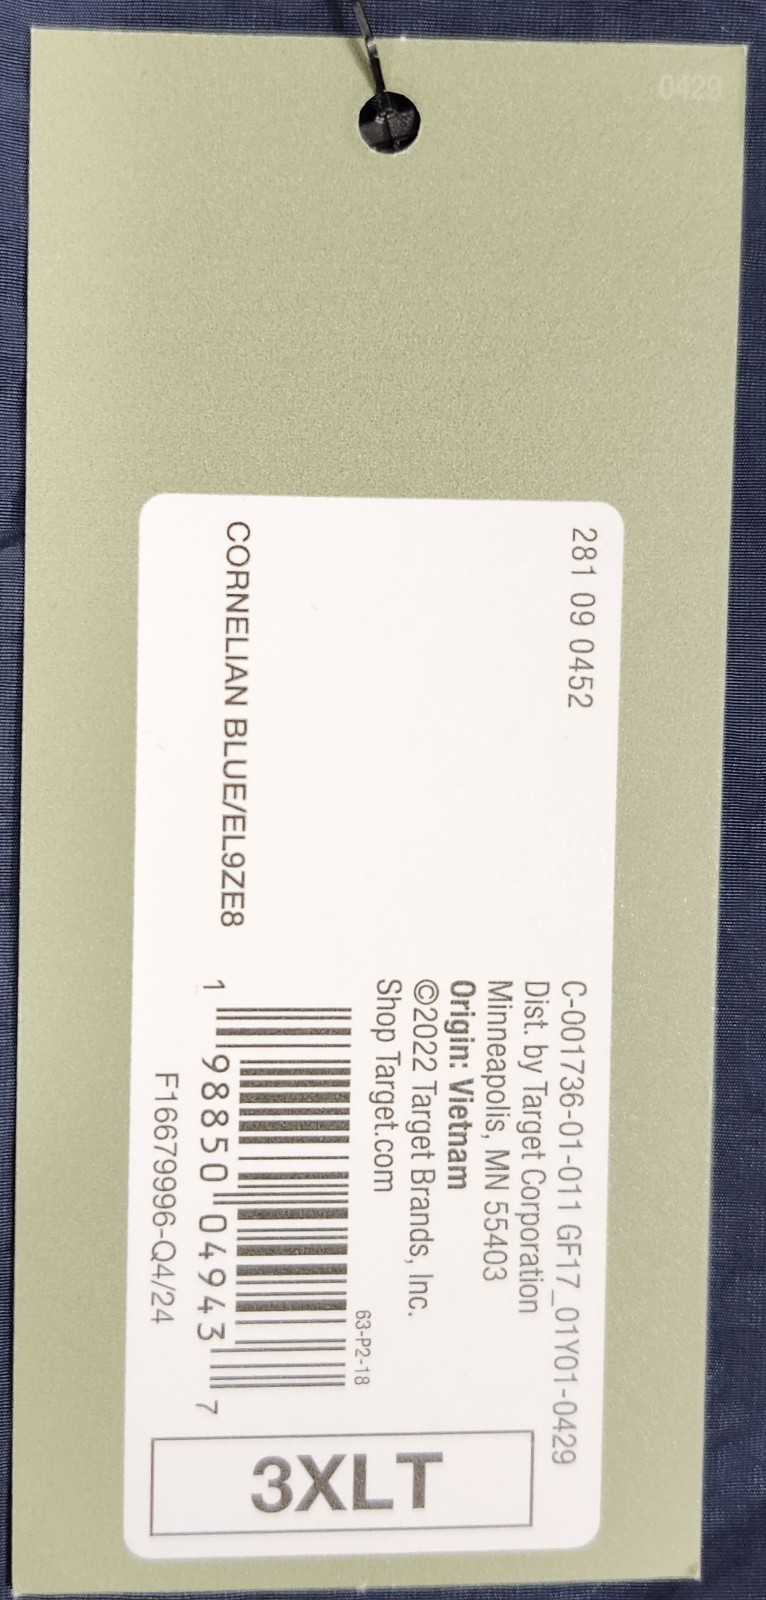 0429
281 09 0452
C-001736-01-011 GF17_01Y01-0429
Dist. by Target Corporation
Minneapolis, MN 55403
Origin: Vietnam
©2022 Target Brands, Inc.
Shop Target.com
63-P2-18
CORNELIAN BLUE/EL9ZE8
1 98850 04943 7
F16679996-Q4/24
3XLT